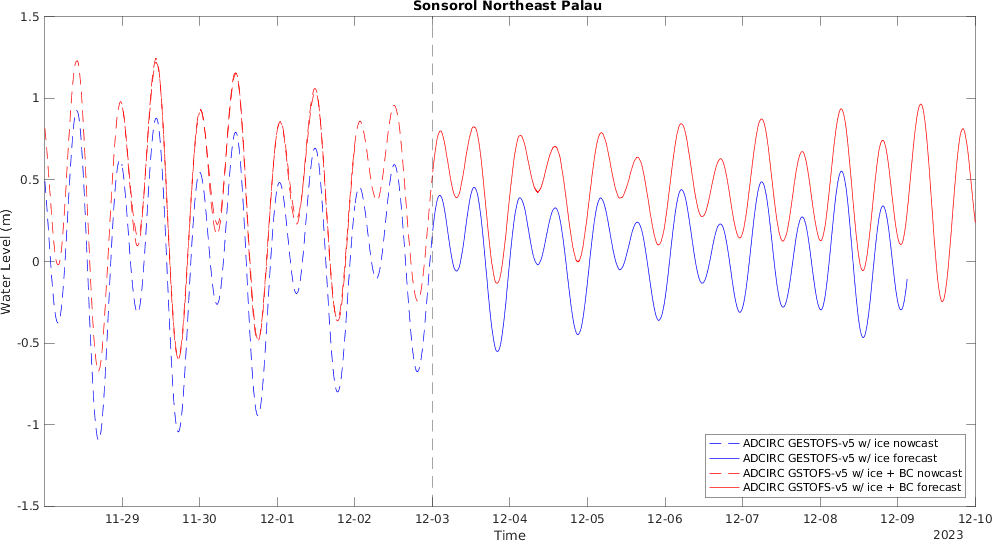 Sonsorol Northeast Palau
1.5
1
0.5
0
-0.5
-1
-1.5
Water Level (m)
ADCIRC GESTOFS-v5 w/ ice nowcast
ADCIRC GESTOFS-v5 w/ ice forecast
ADCIRC GSTOFS-v5 w/ ice + BC nowcast
ADCIRC GSTOFS-v5 w/ ice + BC forecast
11-29 11-30 12-01 12-02 12-03 12-04 12-05 12-06 12-07 12-08 12-09 12-10
Time
2023